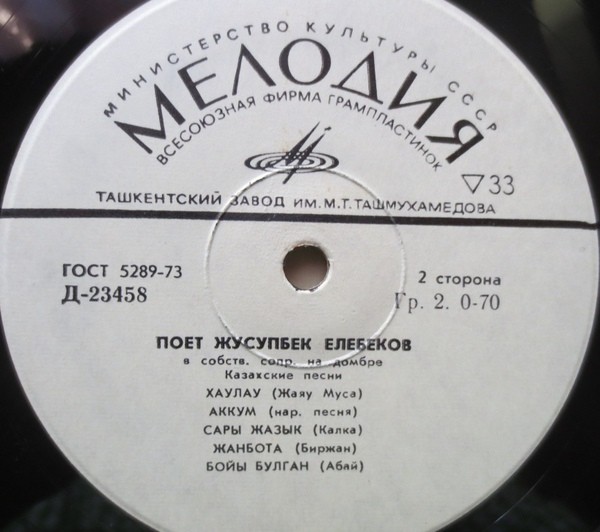 МИНИСТЕРСТВО КУЛЬТУРЫ СССР
МЕЛОДИЯ
ВСЕСОЮЗНАЯ ФИРМА ГРАМПЛАСТИНОК
▽33
ТАШКЕНТСКИЙ ЗАВОД ИМ. М.Т. ТАШМУХАМЕДОВА
ГОСТ 5289-73
Д-23458
2 сторона
Гр. 2. 0-70
ПОЕТ ЖУСУПБЕК ЕЛЕБЕКОВ
в собств. сопр. на домбре
Казахские песни
ХАУЛАУ (Жаяу Муса)
АККУМ (нар. песня)
САРЫ ЖАЗЫК (Калка)
ЖАНБОТА (Биржан)
БОЙЫ БУЛГАН (Абай)